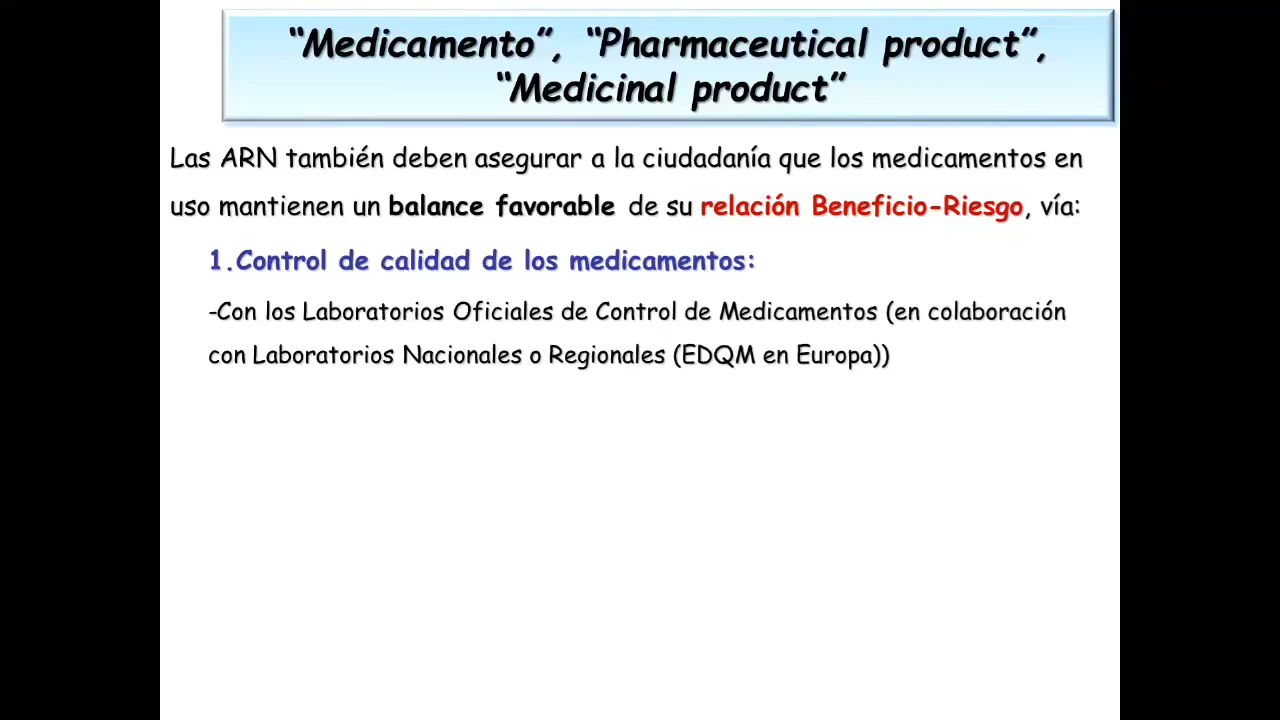 “Medicamento”, “Pharmaceutical product”,
“Medicinal product”
Las ARN también deben asegurar a la ciudadanía que los medicamentos en
uso mantienen un balance favorable de su relación Beneficio-Riesgo, vía:
1.Control de calidad de los medicamentos:
-Con los Laboratorios Oficiales de Control de Medicamentos (en colaboración
con Laboratorios Nacionales o Regionales (EDQM en Europa))